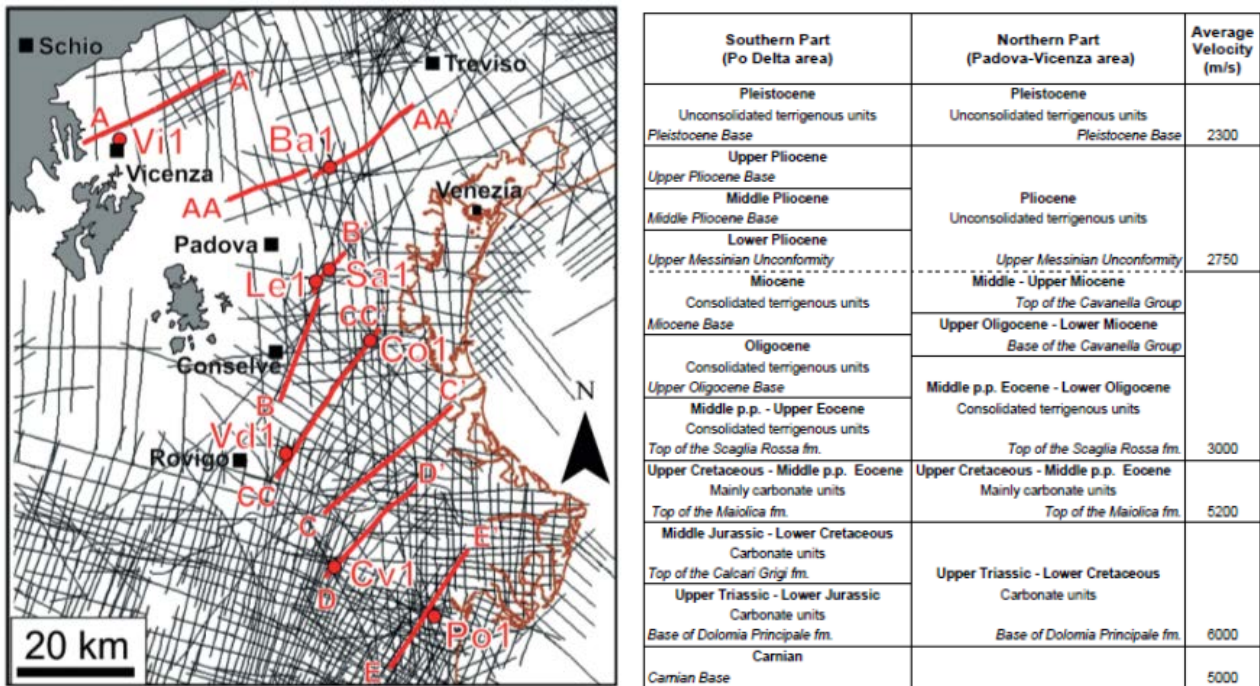 Schio
Treviso
A'
A
Vi1
Vicenza
AA'
Ba1
AA
Venezia
Padova
B'
Le1
Sa1
CC'
Co1
Conselve
N
B
C'
Vd1
Rovigo
CC
D'
C
E'
Cv1
D
Po1
20 km
E
Southern Part
(Po Delta area)
Northern Part
(Padova-Vicenza area)
Average
Velocity
(m/s)
Pleistocene
Unconsolidated terrigenous units
Pleistocene Base
Pleistocene
Unconsolidated terrigenous units
Pleistocene Base
2300
Upper Pliocene
Upper Pliocene Base
Middle Pliocene
Middle Pliocene Base
Lower Pliocene
Upper Messinian Unconformity
Pliocene
Unconsolidated terrigenous units
Upper Messinian Unconformity
2750
Miocene
Consolidated terrigenous units
Miocene Base
Middle - Upper Miocene
Top of the Cavanella Group
Upper Oligocene - Lower Miocene
Base of the Cavanella Group
Oligocene
Consolidated terrigenous units
Upper Oligocene Base
Middle p.p. - Upper Eocene
Consolidated terrigenous units
Top of the Scaglia Rossa fm.
Middle p.p. Eocene - Lower Oligocene
Consolidated terrigenous units
Top of the Scaglia Rossa fm.
3000
Upper Cretaceous - Middle p.p. Eocene
Mainly carbonate units
Top of the Maiolica fm.
Upper Cretaceous - Middle p.p. Eocene
Mainly carbonate units
Top of the Maiolica fm.
5200
Middle Jurassic - Lower Cretaceous
Carbonate units
Top of the Calcari Grigi fm.
Upper Triassic - Lower Jurassic
Carbonate units
Base of Dolomia Principale fm.
Upper Triassic - Lower Cretaceous
Carbonate units
Base of Dolomia Principale fm.
6000
Carnian
Carnian Base
5000